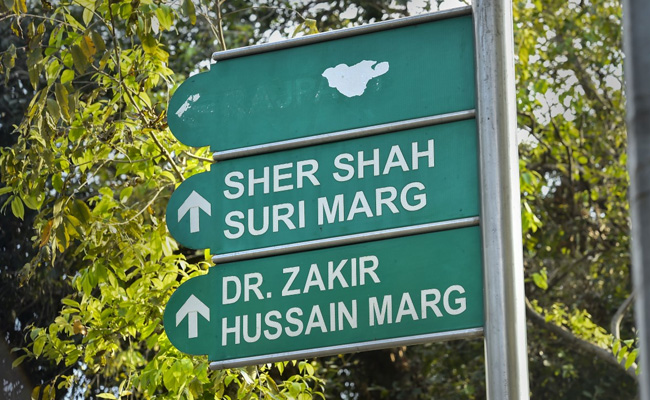 SHER SHAH
SURI MARG
DR. ZAKIR
HUSSAIN MARG